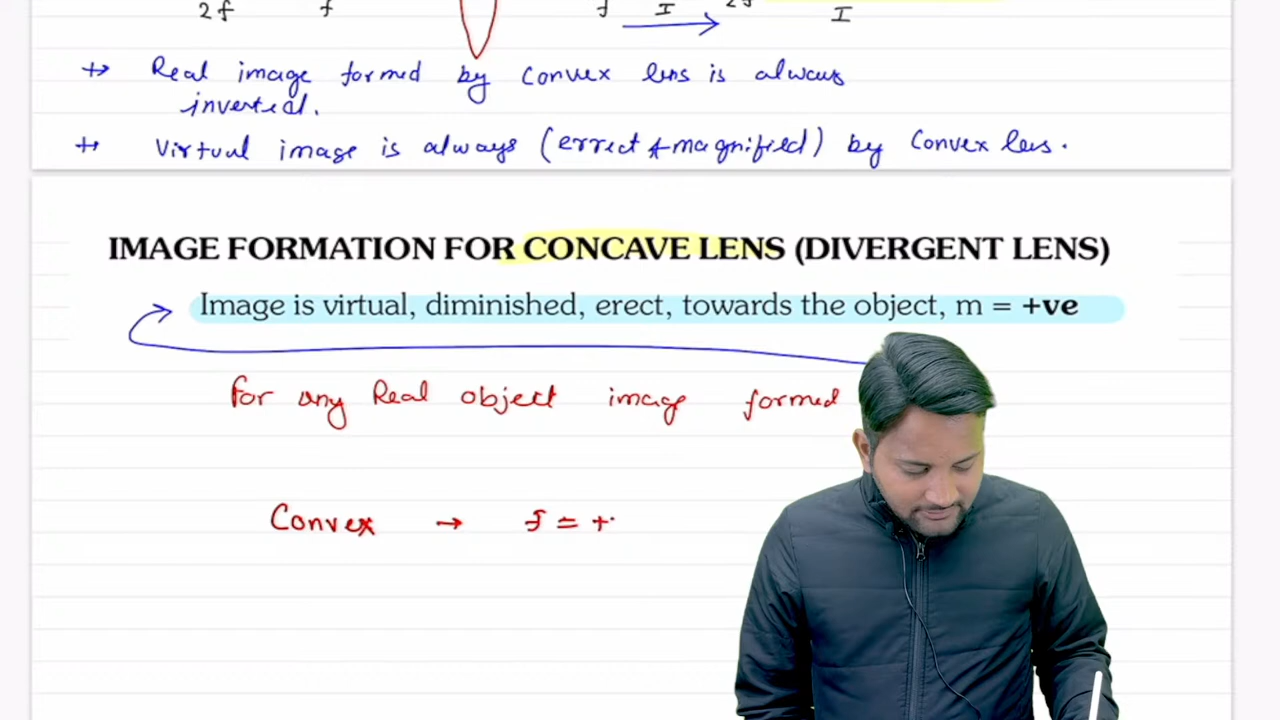 2f f f I 2f I
↦ Real image formed by convex lens is always
inverted.
↦ Virtual image is always (errect & magnified) by Convex lens.
IMAGE FORMATION FOR CONCAVE LENS (DIVERGENT LENS)
Image is virtual, diminished, erect, towards the object, m = +ve
for any Real object image formed
Convex → f = +